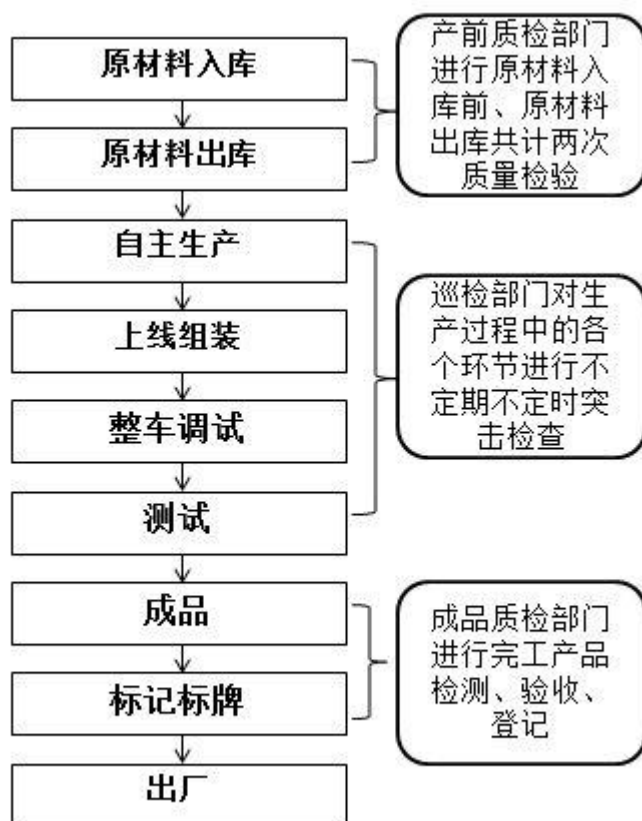 原材料入库
原材料出库
自主生产
上线组装
整车调试
测试
成品
标记标牌
出厂
产前质检部门
进行原材料入
库前、原材料
出库共计两次
质量检验
巡检部门对生
产过程中的各
个环节进行不
定期不定时突
击检查
成品质检部门
进行完工产品
检测、验收、
登记